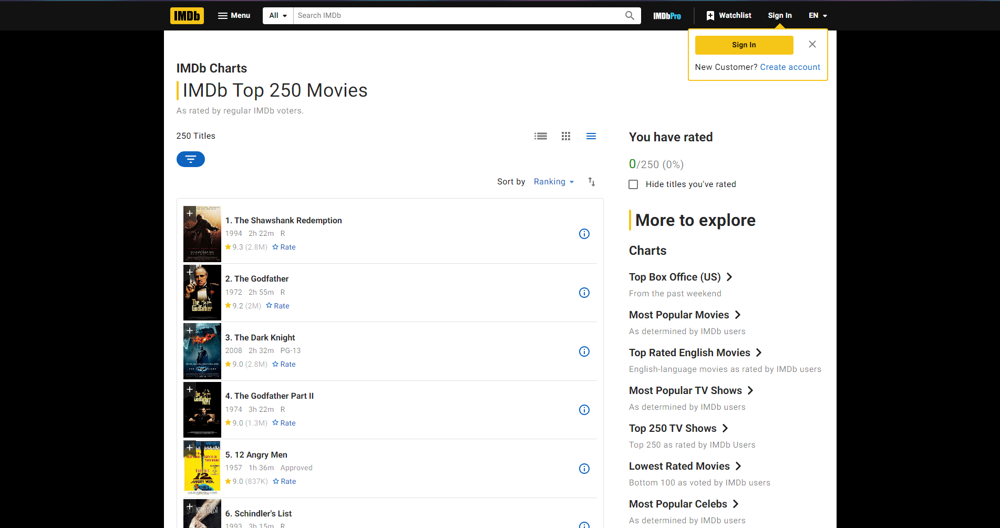 IMDb
Menu
All
Search IMDb
IMDbPro
Watchlist
Sign In
EN
Sign In
New Customer? Create account
IMDb Charts
IMDb Top 250 Movies
As rated by regular IMDb voters.
250 Titles
Sort by Ranking
1. The Shawshank Redemption
1994 2h 22m R
9.3 (2.8M) Rate
The Godfather
2. The Godfather
1972 2h 55m R
9.2 (2M) Rate
3. The Dark Knight
2008 2h 32m PG-13
9.0 (2.8M) Rate
4. The Godfather Part II
1974 3h 22m R
9.0 (1.3M) Rate
12
ANGRY MEN
5. 12 Angry Men
1957 1h 36m Approved
9.0 (837K) Rate
6. Schindler's List
1993 3h 15m R
You have rated
0/250 (0%)
Hide titles you've rated
More to explore
Charts
Top Box Office (US)
From the past weekend
Most Popular Movies
As determined by IMDb users
Top Rated English Movies
English-language movies as rated by IMDb users
Most Popular TV Shows
As determined by IMDb users
Top 250 TV Shows
Top 250 as rated by IMDb Users
Lowest Rated Movies
Bottom 100 as voted by IMDb users
Most Popular Celebs
As determined by IMDb users